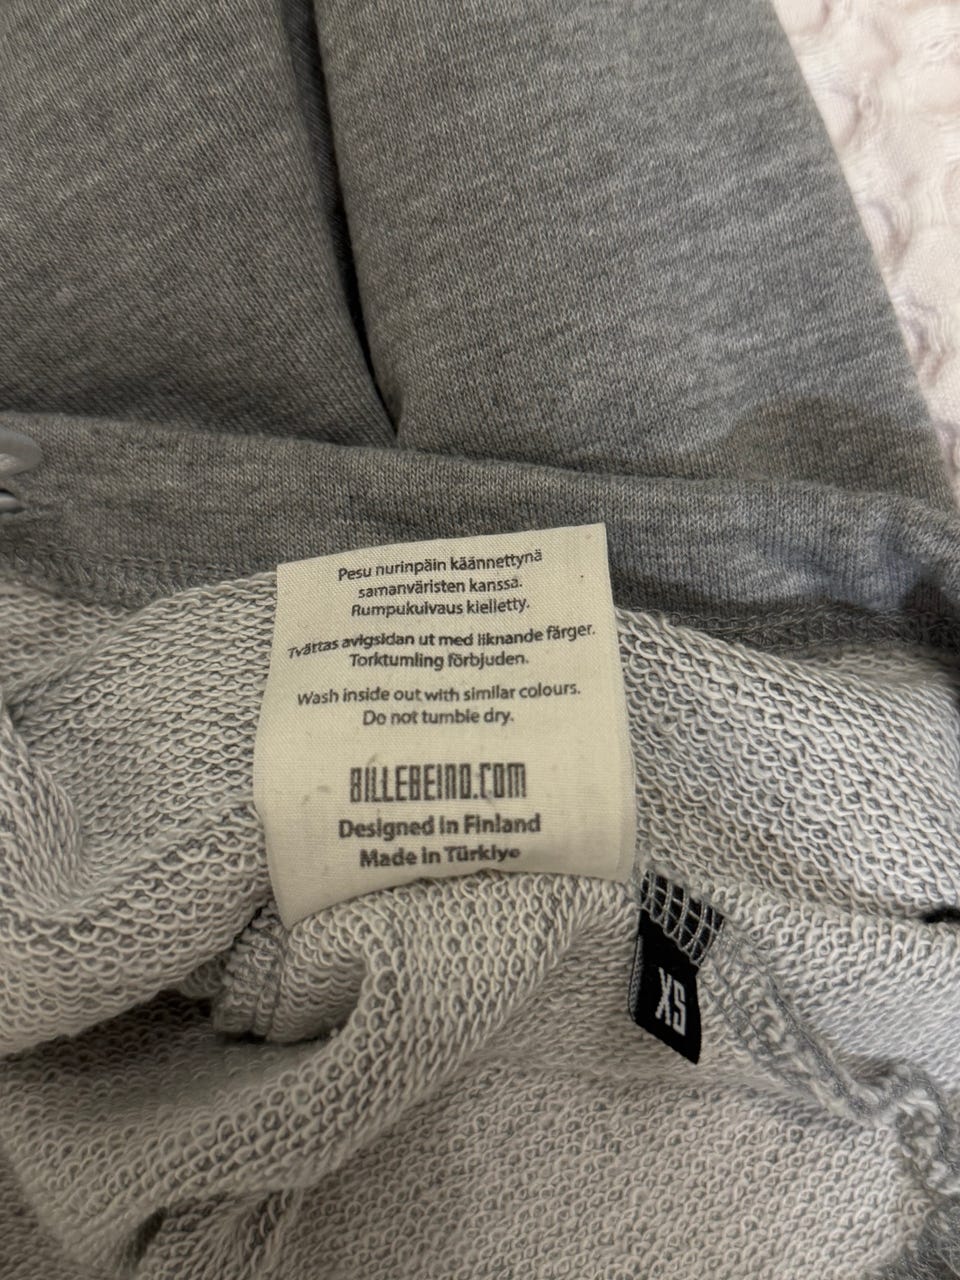 Pesu nurinpäin käännettynä
samanväristen kanssa.
Rumpukuivaus kielletty.
Tvättas avigsidan ut med liknande färger.
Torktumling förbjuden.
Wash inside out with similar colours.
Do not tumble dry.
BILLEBEINO.COM
Designed in Finland
Made in Türkiye
XS